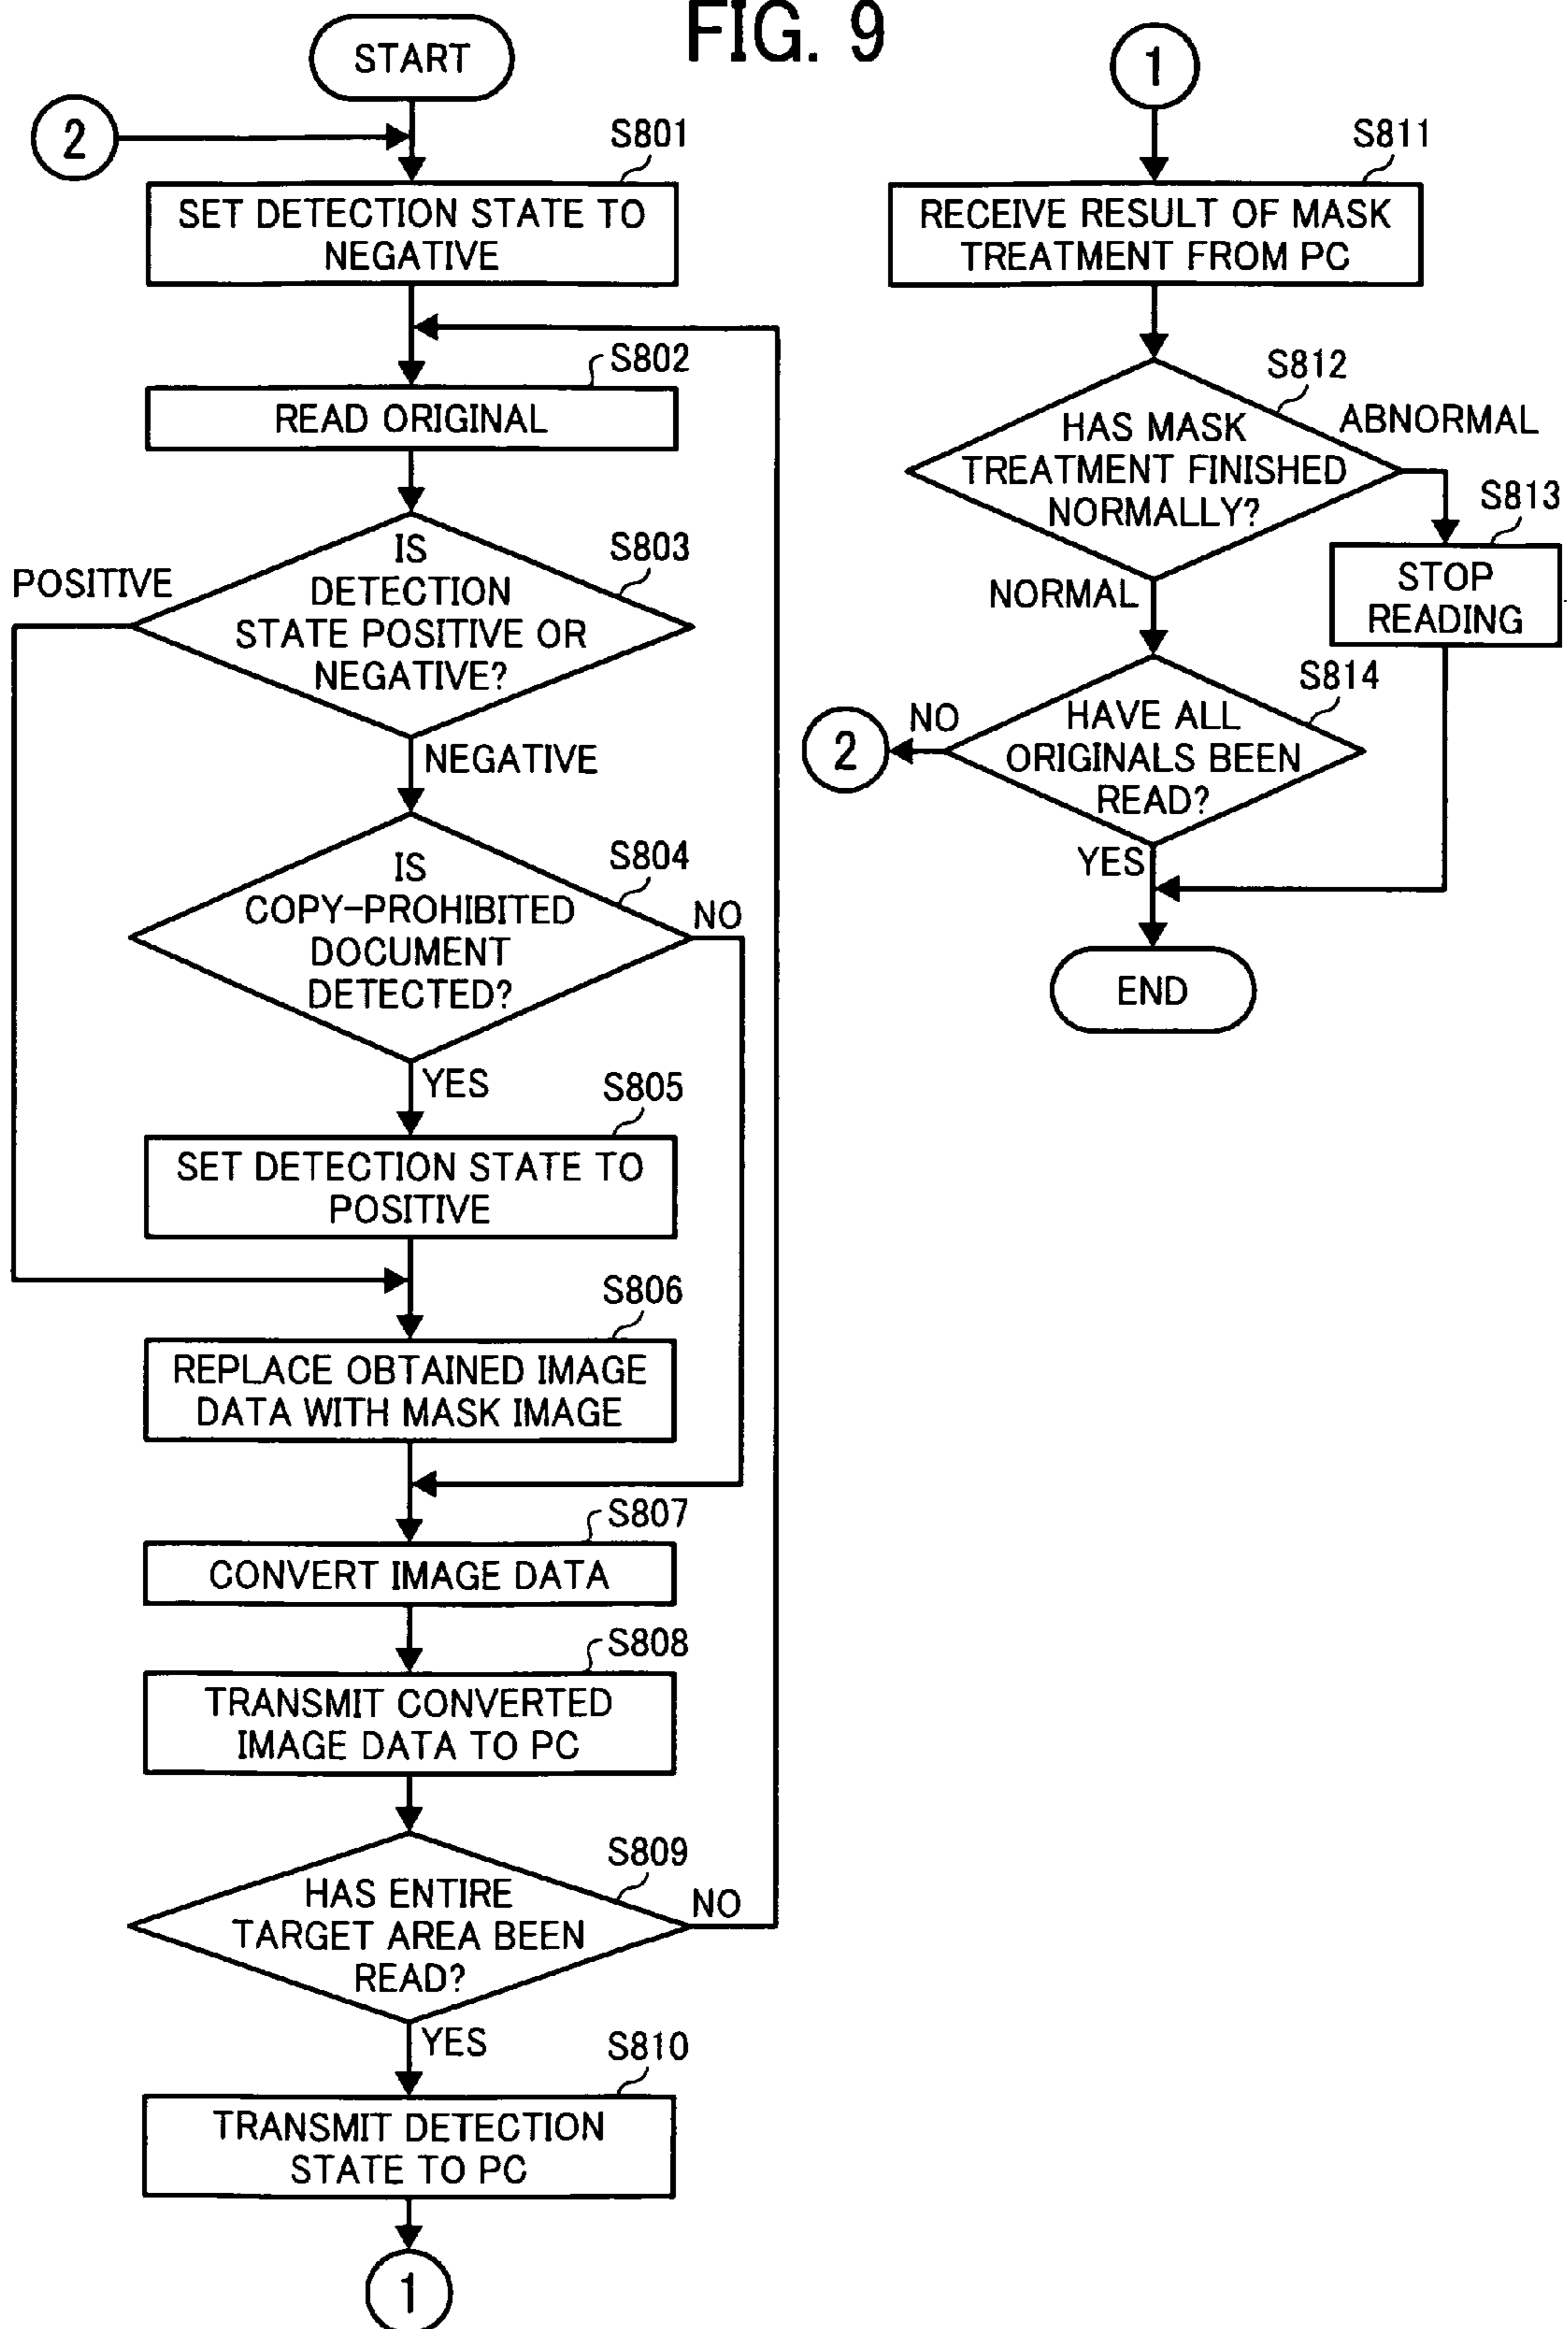 FIG. 9
START
2
S801
SET DETECTION STATE TO
NEGATIVE
S802
READ ORIGINAL
S803
IS
DETECTION
STATE POSITIVE OR
NEGATIVE?
POSITIVE
NEGATIVE
S804
IS
COPY-PROHIBITED
DOCUMENT
DETECTED?
NO
YES
S805
SET DETECTION STATE TO
POSITIVE
S806
REPLACE OBTAINED IMAGE
DATA WITH MASK IMAGE
S807
CONVERT IMAGE DATA
S808
TRANSMIT CONVERTED
IMAGE DATA TO PC
S809
HAS ENTIRE
TARGET AREA BEEN
READ?
NO
YES
S810
TRANSMIT DETECTION
STATE TO PC
1
1
S811
RECEIVE RESULT OF MASK
TREATMENT FROM PC
S812
HAS MASK
TREATMENT FINISHED
NORMALLY?
ABNORMAL
S813
STOP
READING
NORMAL
S814
HAVE ALL
ORIGINALS BEEN
READ?
NO
2
YES
END